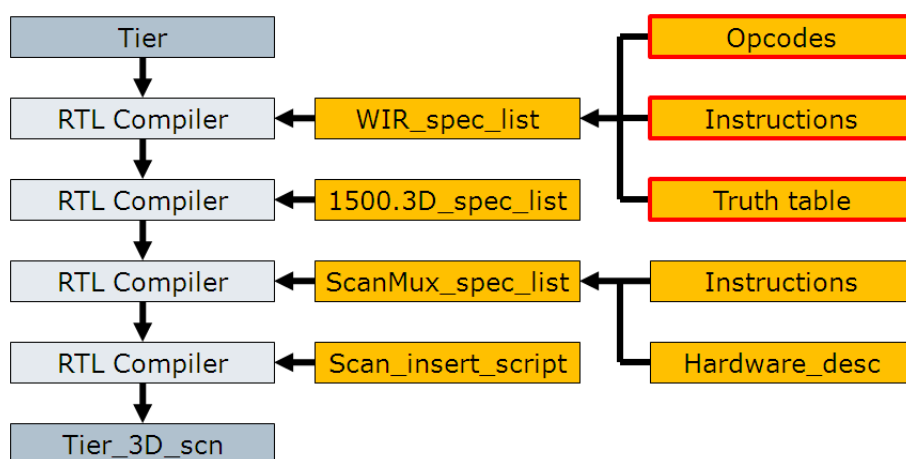 Tier
Opcodes
RTL Compiler
WIR_spec_list
Instructions
RTL Compiler
1500.3D_spec_list
Truth table
RTL Compiler
ScanMux_spec_list
Instructions
RTL Compiler
Scan_insert_script
Hardware_desc
Tier_3D_scn